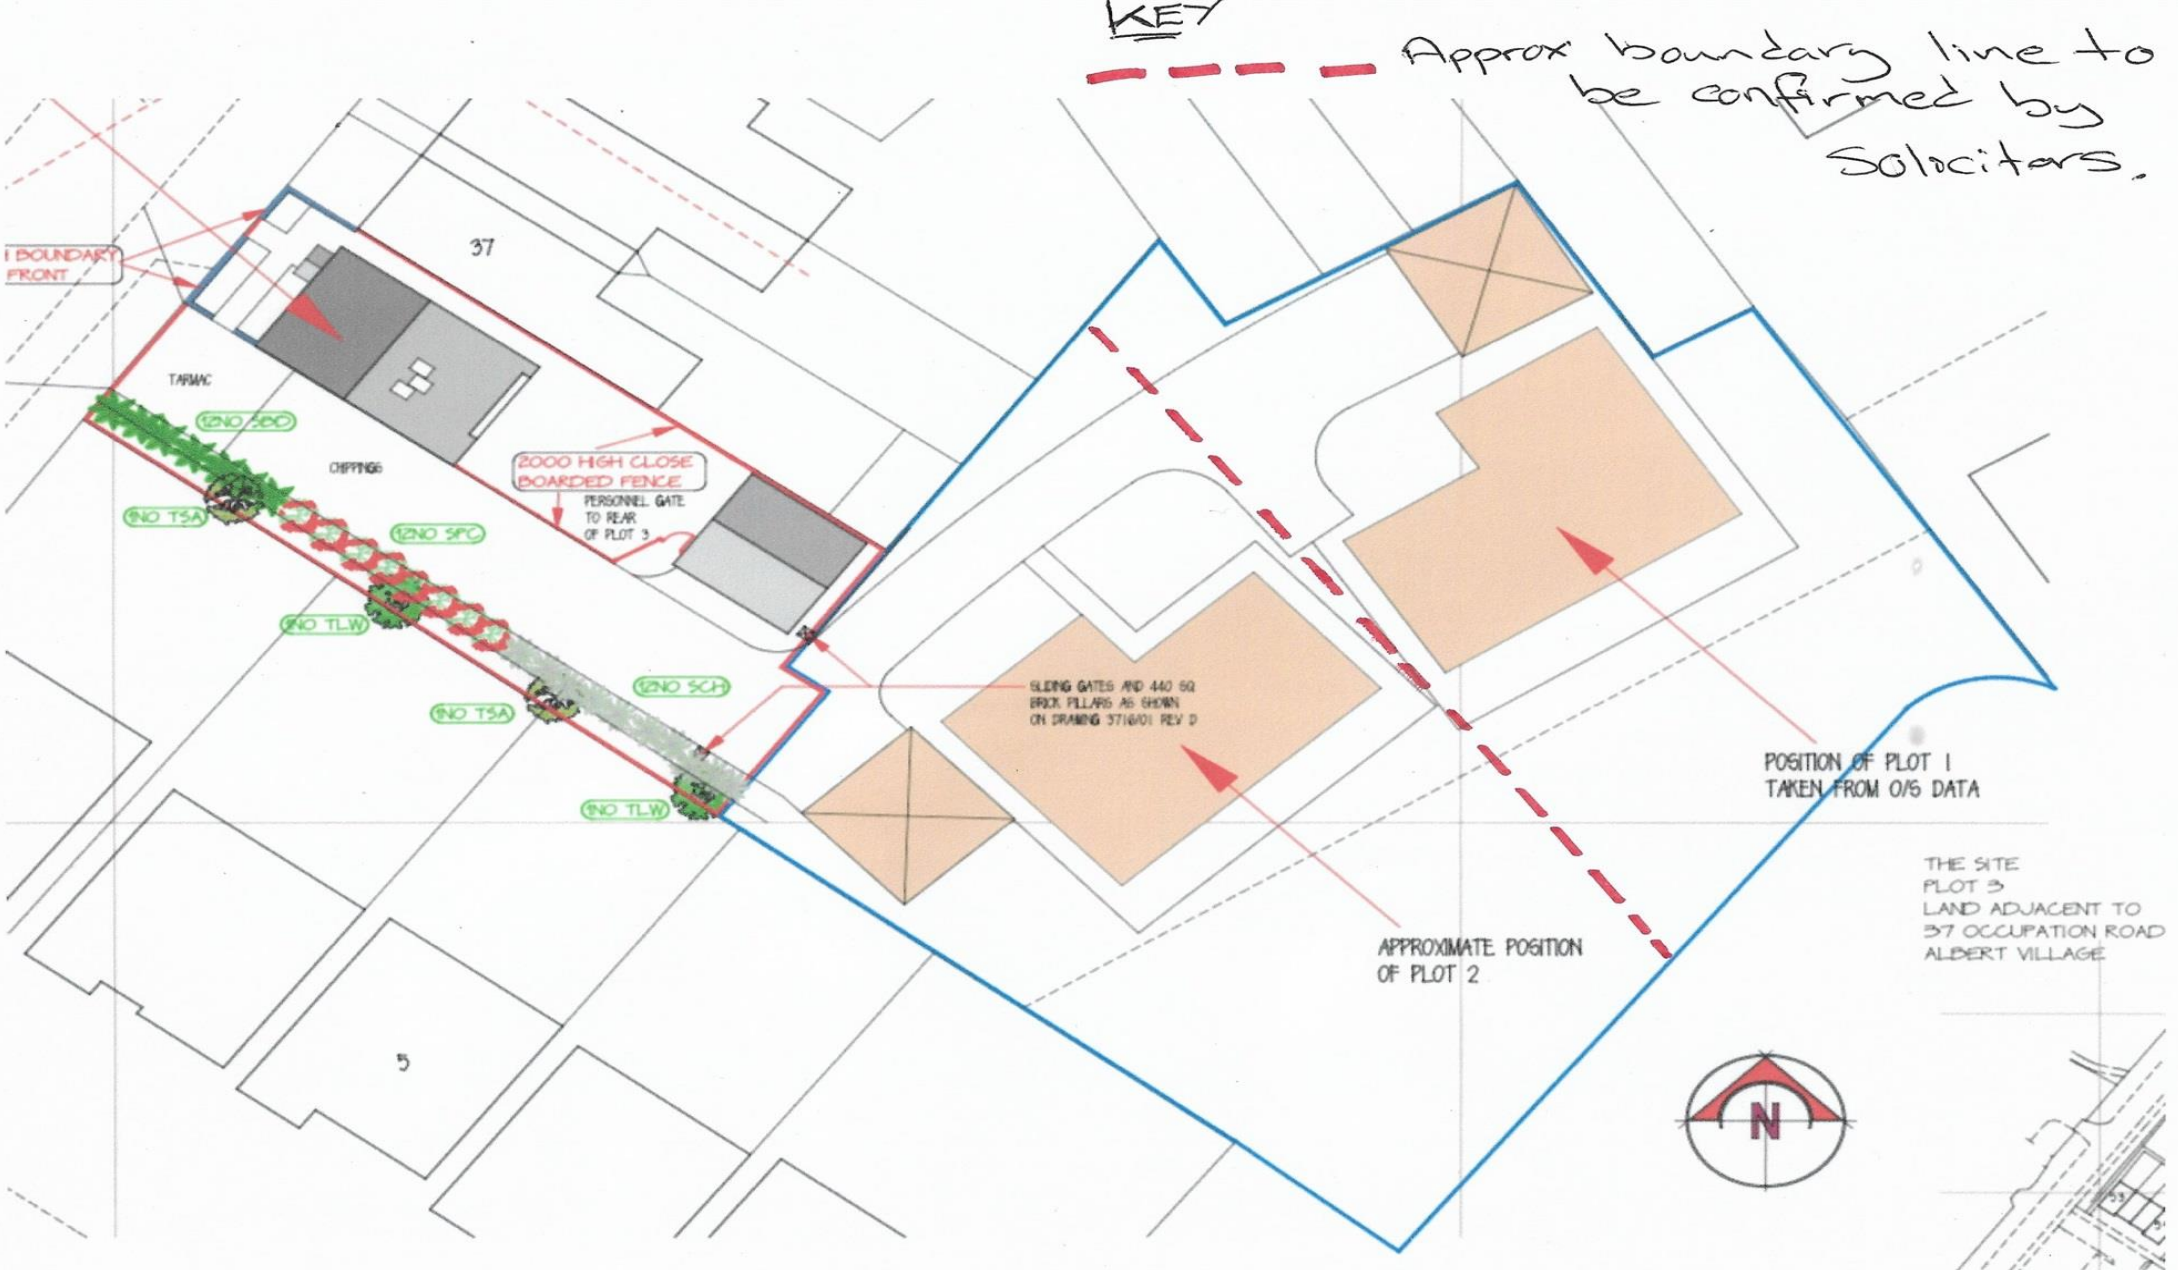 KEY
Approx boundary line to
be confirmed by
Solicitors.
37
BOUNDARY
FRONT
TARMAC
12NO SBD
CHIPPINGS
2000 HIGH CLOSE
BOARDED FENCE
PERSONNEL GATE
TO REAR
OF PLOT 3
1NO TSA
12NO SPC
1NO TLW
12NO SCH
1NO TSA
1NO TLW
SLIDING GATES AND 440 SQ
BRICK PILLARS AS SHOWN
ON DRAWING 3716/01 REV D
POSITION OF PLOT 1
TAKEN FROM O/S DATA
APPROXIMATE POSITION
OF PLOT 2
THE SITE
PLOT 3
LAND ADJACENT TO
37 OCCUPATION ROAD
ALBERT VILLAGE
5
N
53